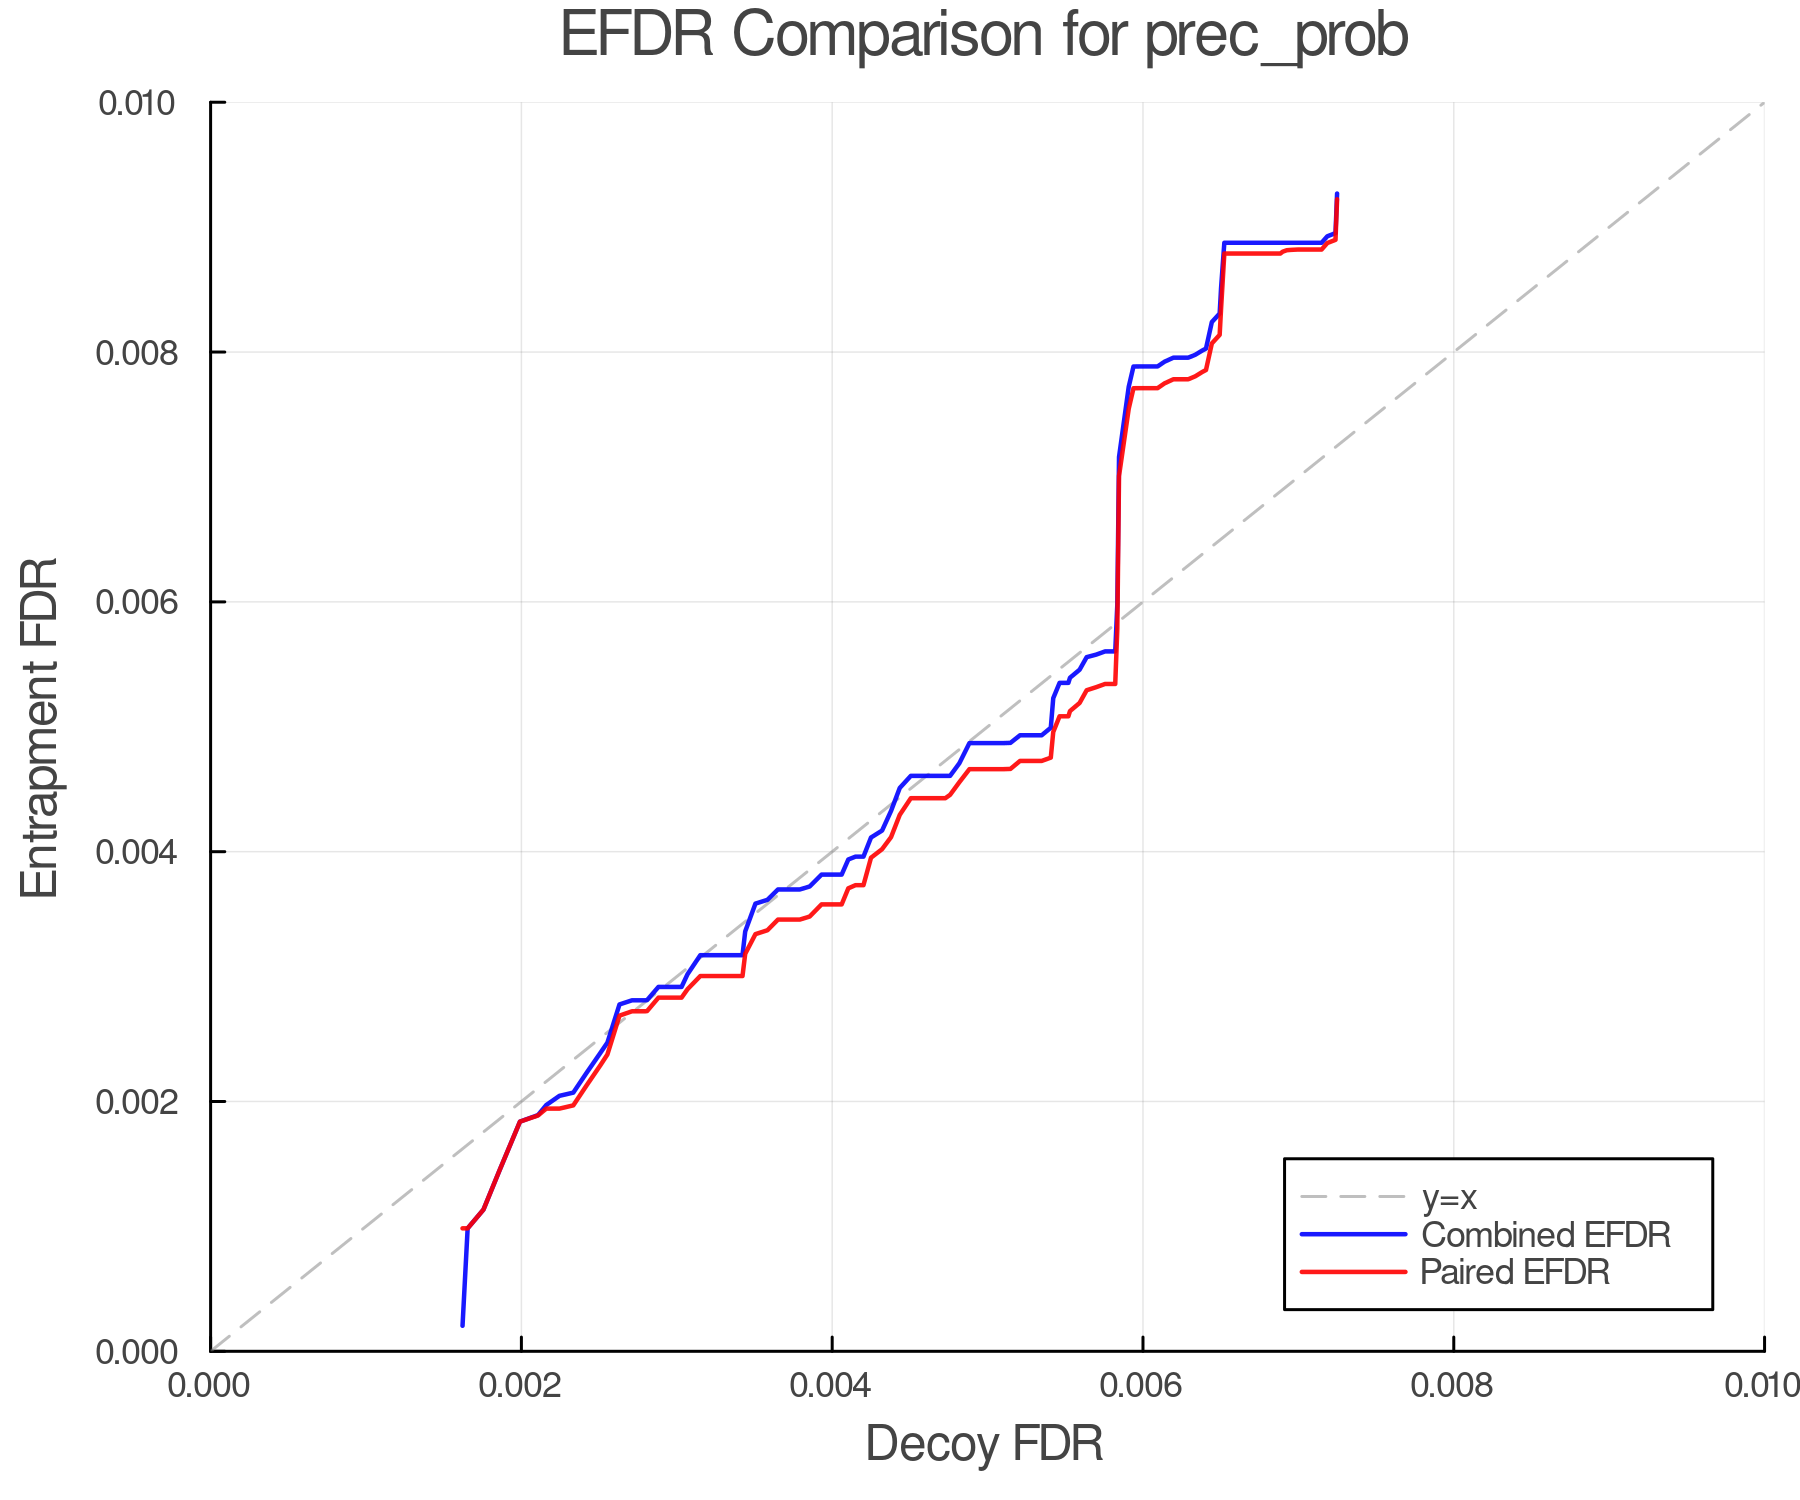 EFDR Comparison for prec_prob
0.010
0.008
0.006
0.004
0.002
0.000
Entrapment FDR
y=x
Combined EFDR
Paired EFDR
0.000 0.002 0.004 0.006 0.008 0.010
Decoy FDR